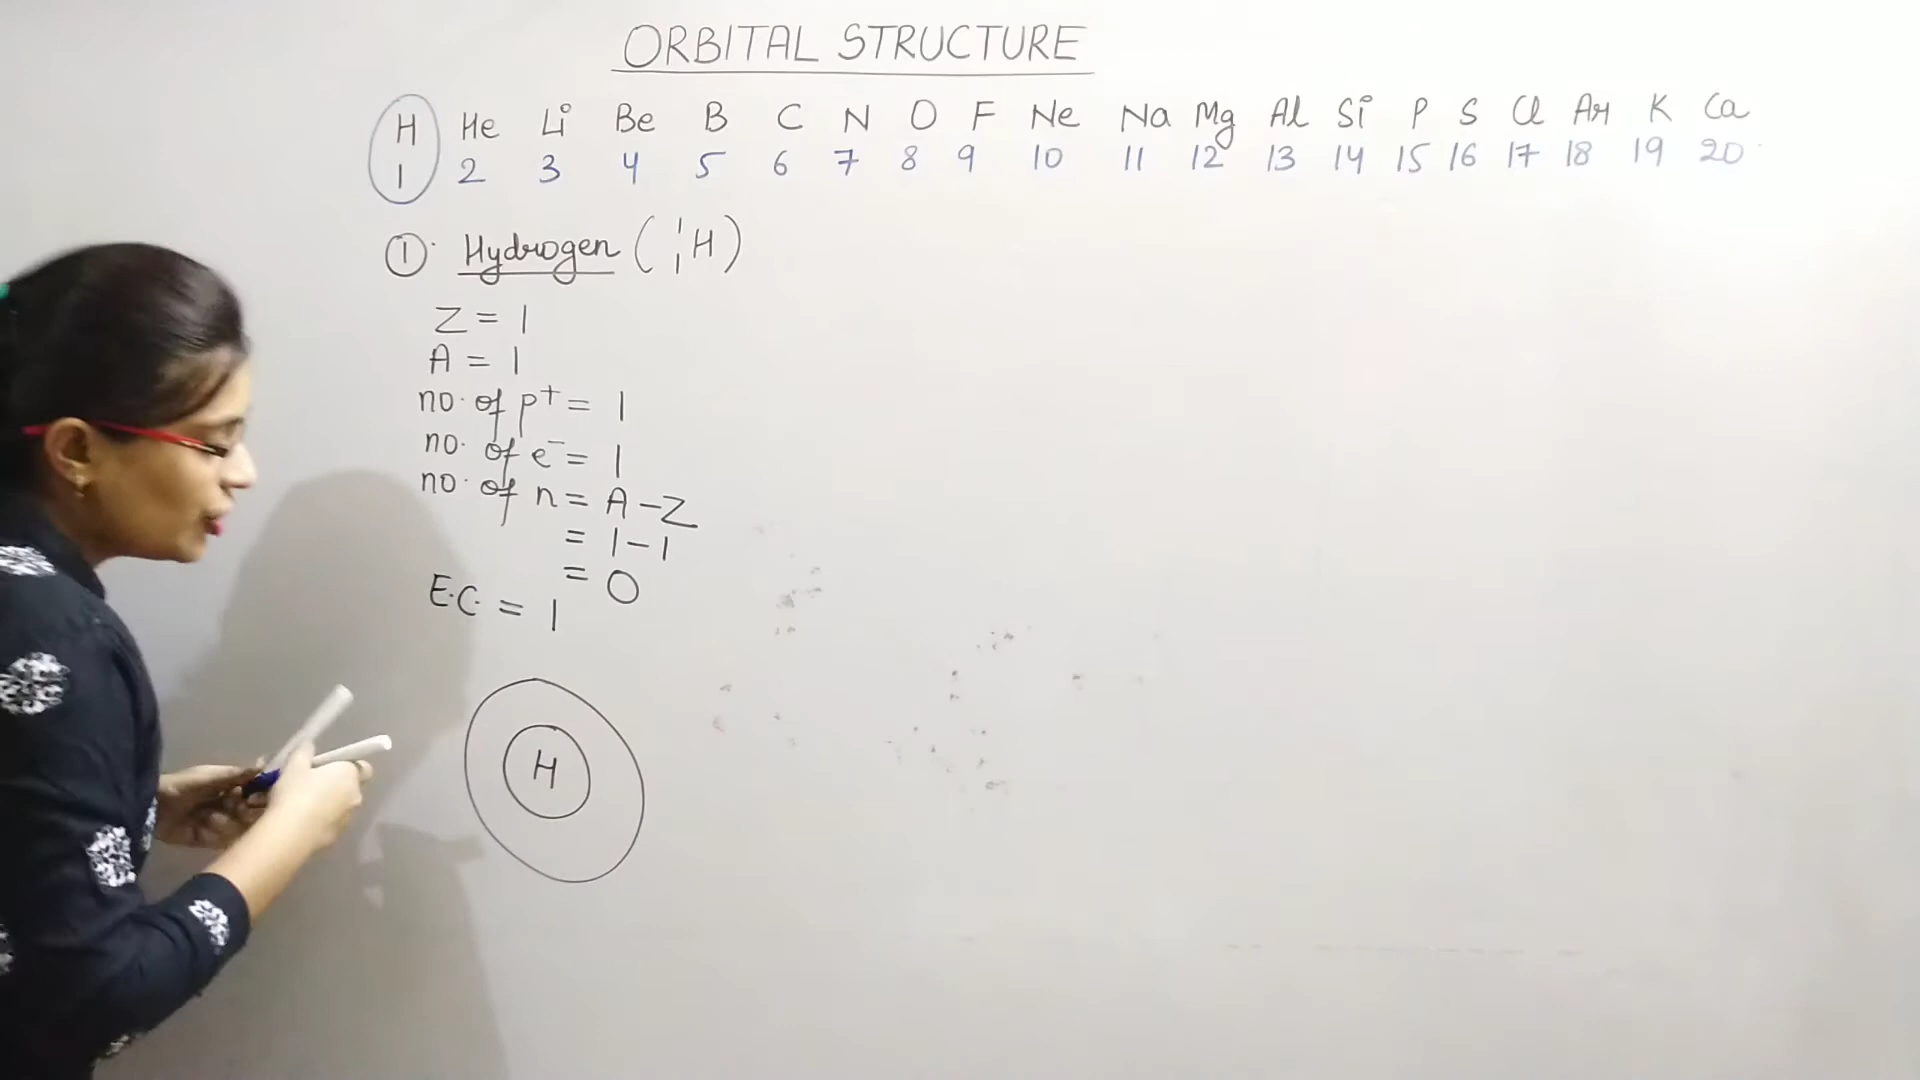 ORBITAL STRUCTURE
H He Li Be B C N O F Ne Na Mg Al Si P S Cl Ar K Ca
1 2 3 4 5 6 7 8 9 10 11 12 13 14 15 16 17 18 19 20
① Hydrogen (¹₁H)
Z = 1
A = 1
no. of p⁺ = 1
no. of e⁻ = 1
no. of n = A - Z
= 1 - 1
= 0
E.C. = 1
H